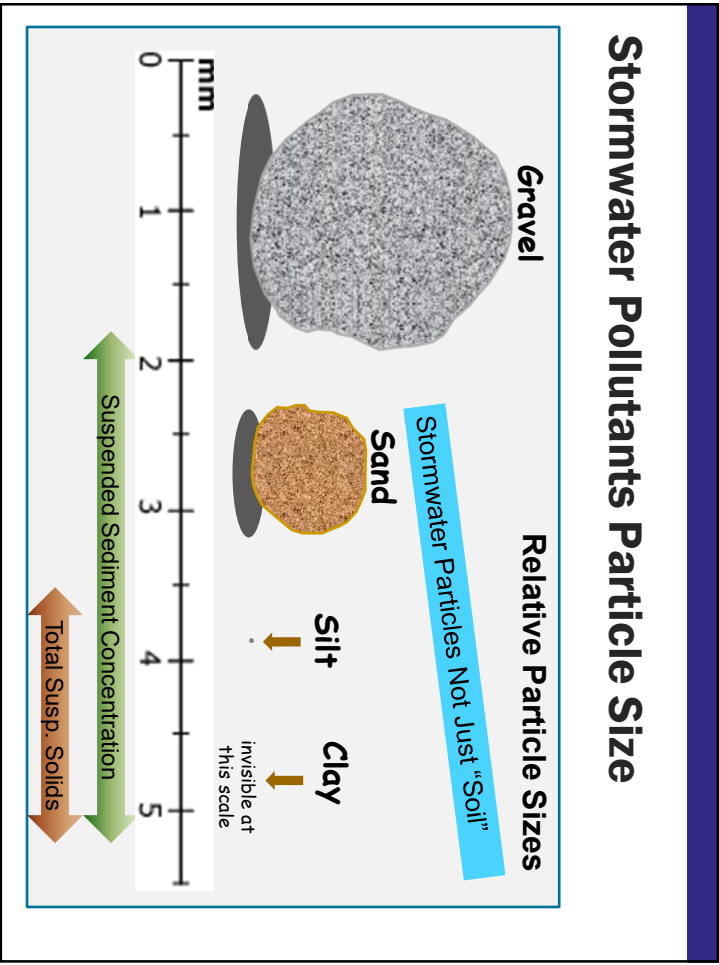 Stormwater Pollutants Particle Size
Relative Particle Sizes
Stormwater Particles Not Just “Soil”
Gravel
Sand
Silt
Clay
invisible at
this scale
mm
0 1 2 3 4 5
Suspended Sediment Concentration
Total Susp. Solids